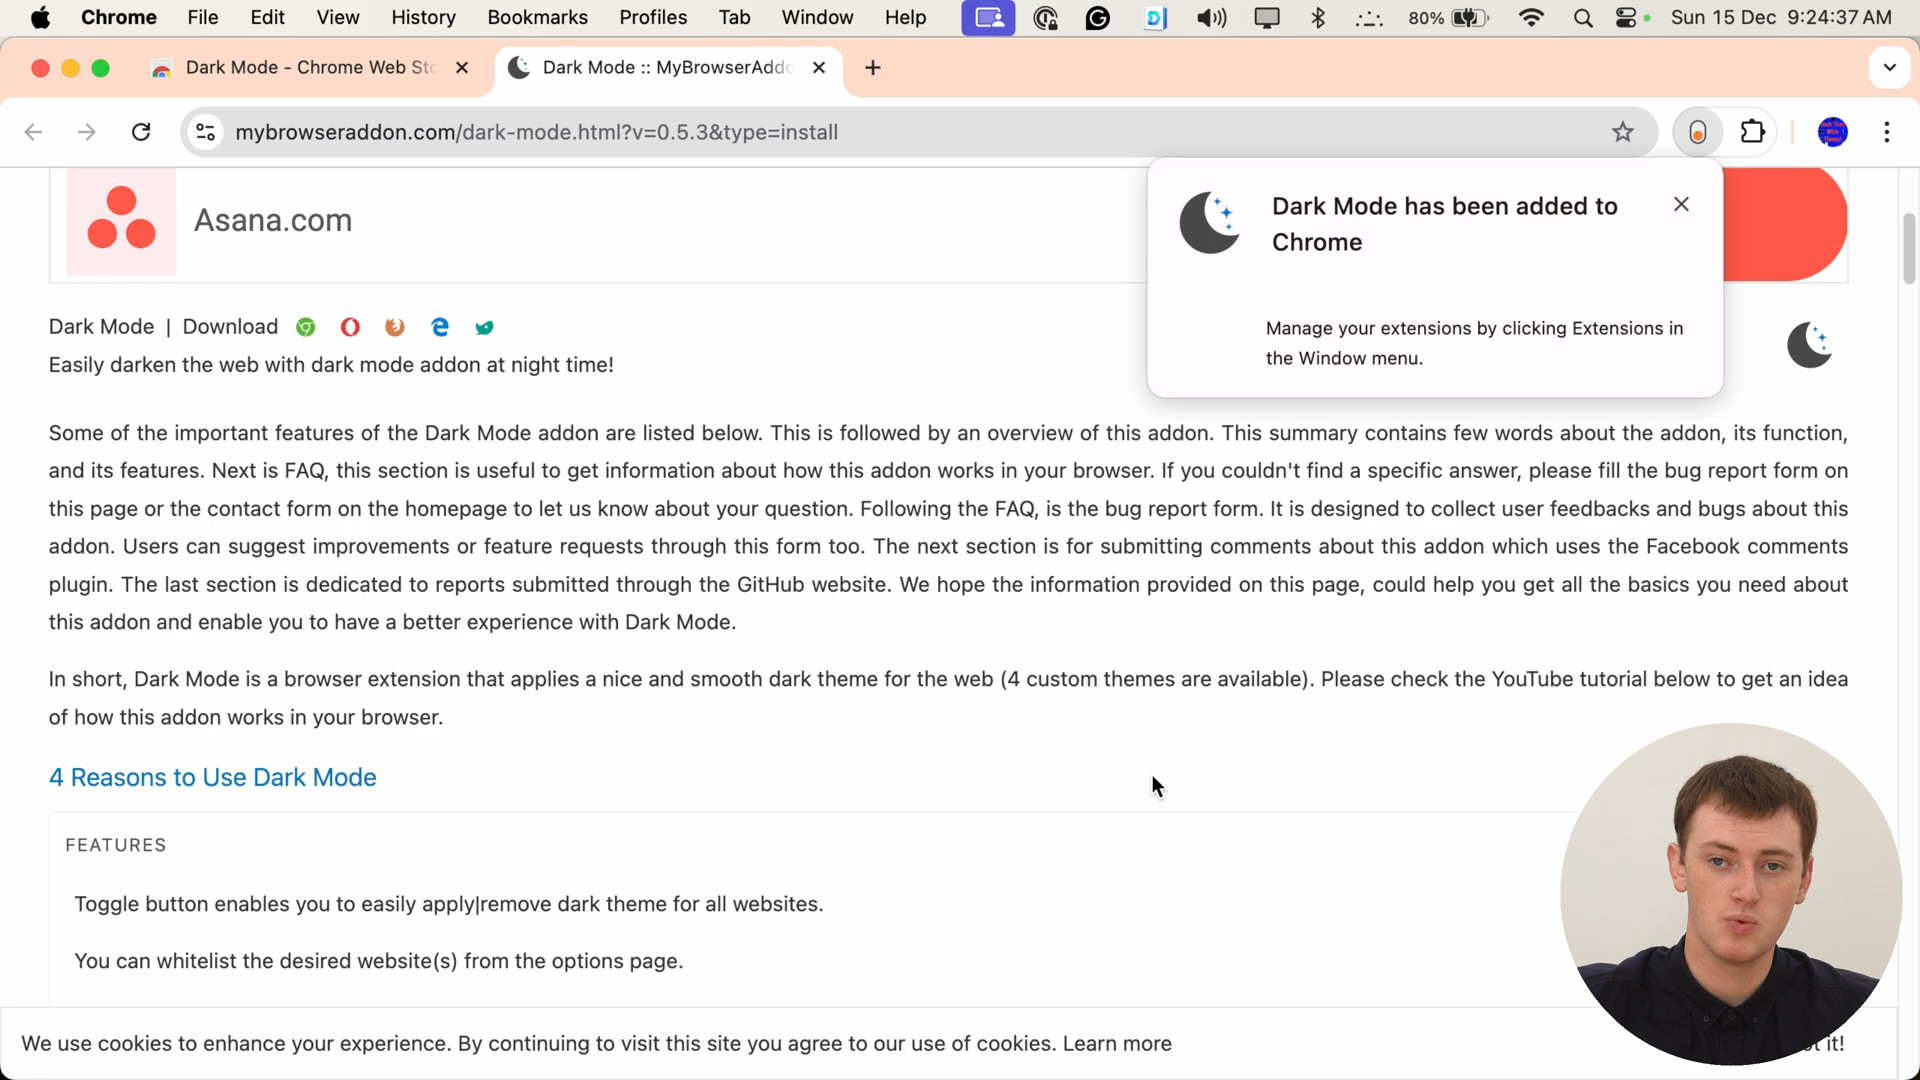 Chrome File Edit View History Bookmarks Profiles Tab Window Help 80% Sun 15 Dec 9:24:37 AM
Dark Mode - Chrome Web Sto Dark Mode :: MyBrowserAddo
mybrowseraddon.com/dark-mode.html?v=0.5.3&type=install
Asana.com
Dark Mode has been added to
Chrome
Manage your extensions by clicking Extensions in
the Window menu.
Dark Mode | Download
Easily darken the web with dark mode addon at night time!
Some of the important features of the Dark Mode addon are listed below. This is followed by an overview of this addon. This summary contains few words about the addon, its function,
and its features. Next is FAQ, this section is useful to get information about how this addon works in your browser. If you couldn't find a specific answer, please fill the bug report form on
this page or the contact form on the homepage to let us know about your question. Following the FAQ, is the bug report form. It is designed to collect user feedbacks and bugs about this
addon. Users can suggest improvements or feature requests through this form too. The next section is for submitting comments about this addon which uses the Facebook comments
plugin. The last section is dedicated to reports submitted through the GitHub website. We hope the information provided on this page, could help you get all the basics you need about
this addon and enable you to have a better experience with Dark Mode.
In short, Dark Mode is a browser extension that applies a nice and smooth dark theme for the web (4 custom themes are available). Please check the YouTube tutorial below to get an idea
of how this addon works in your browser.
4 Reasons to Use Dark Mode
FEATURES
Toggle button enables you to easily apply|remove dark theme for all websites.
You can whitelist the desired website(s) from the options page.
We use cookies to enhance your experience. By continuing to visit this site you agree to our use of cookies. Learn more
it!